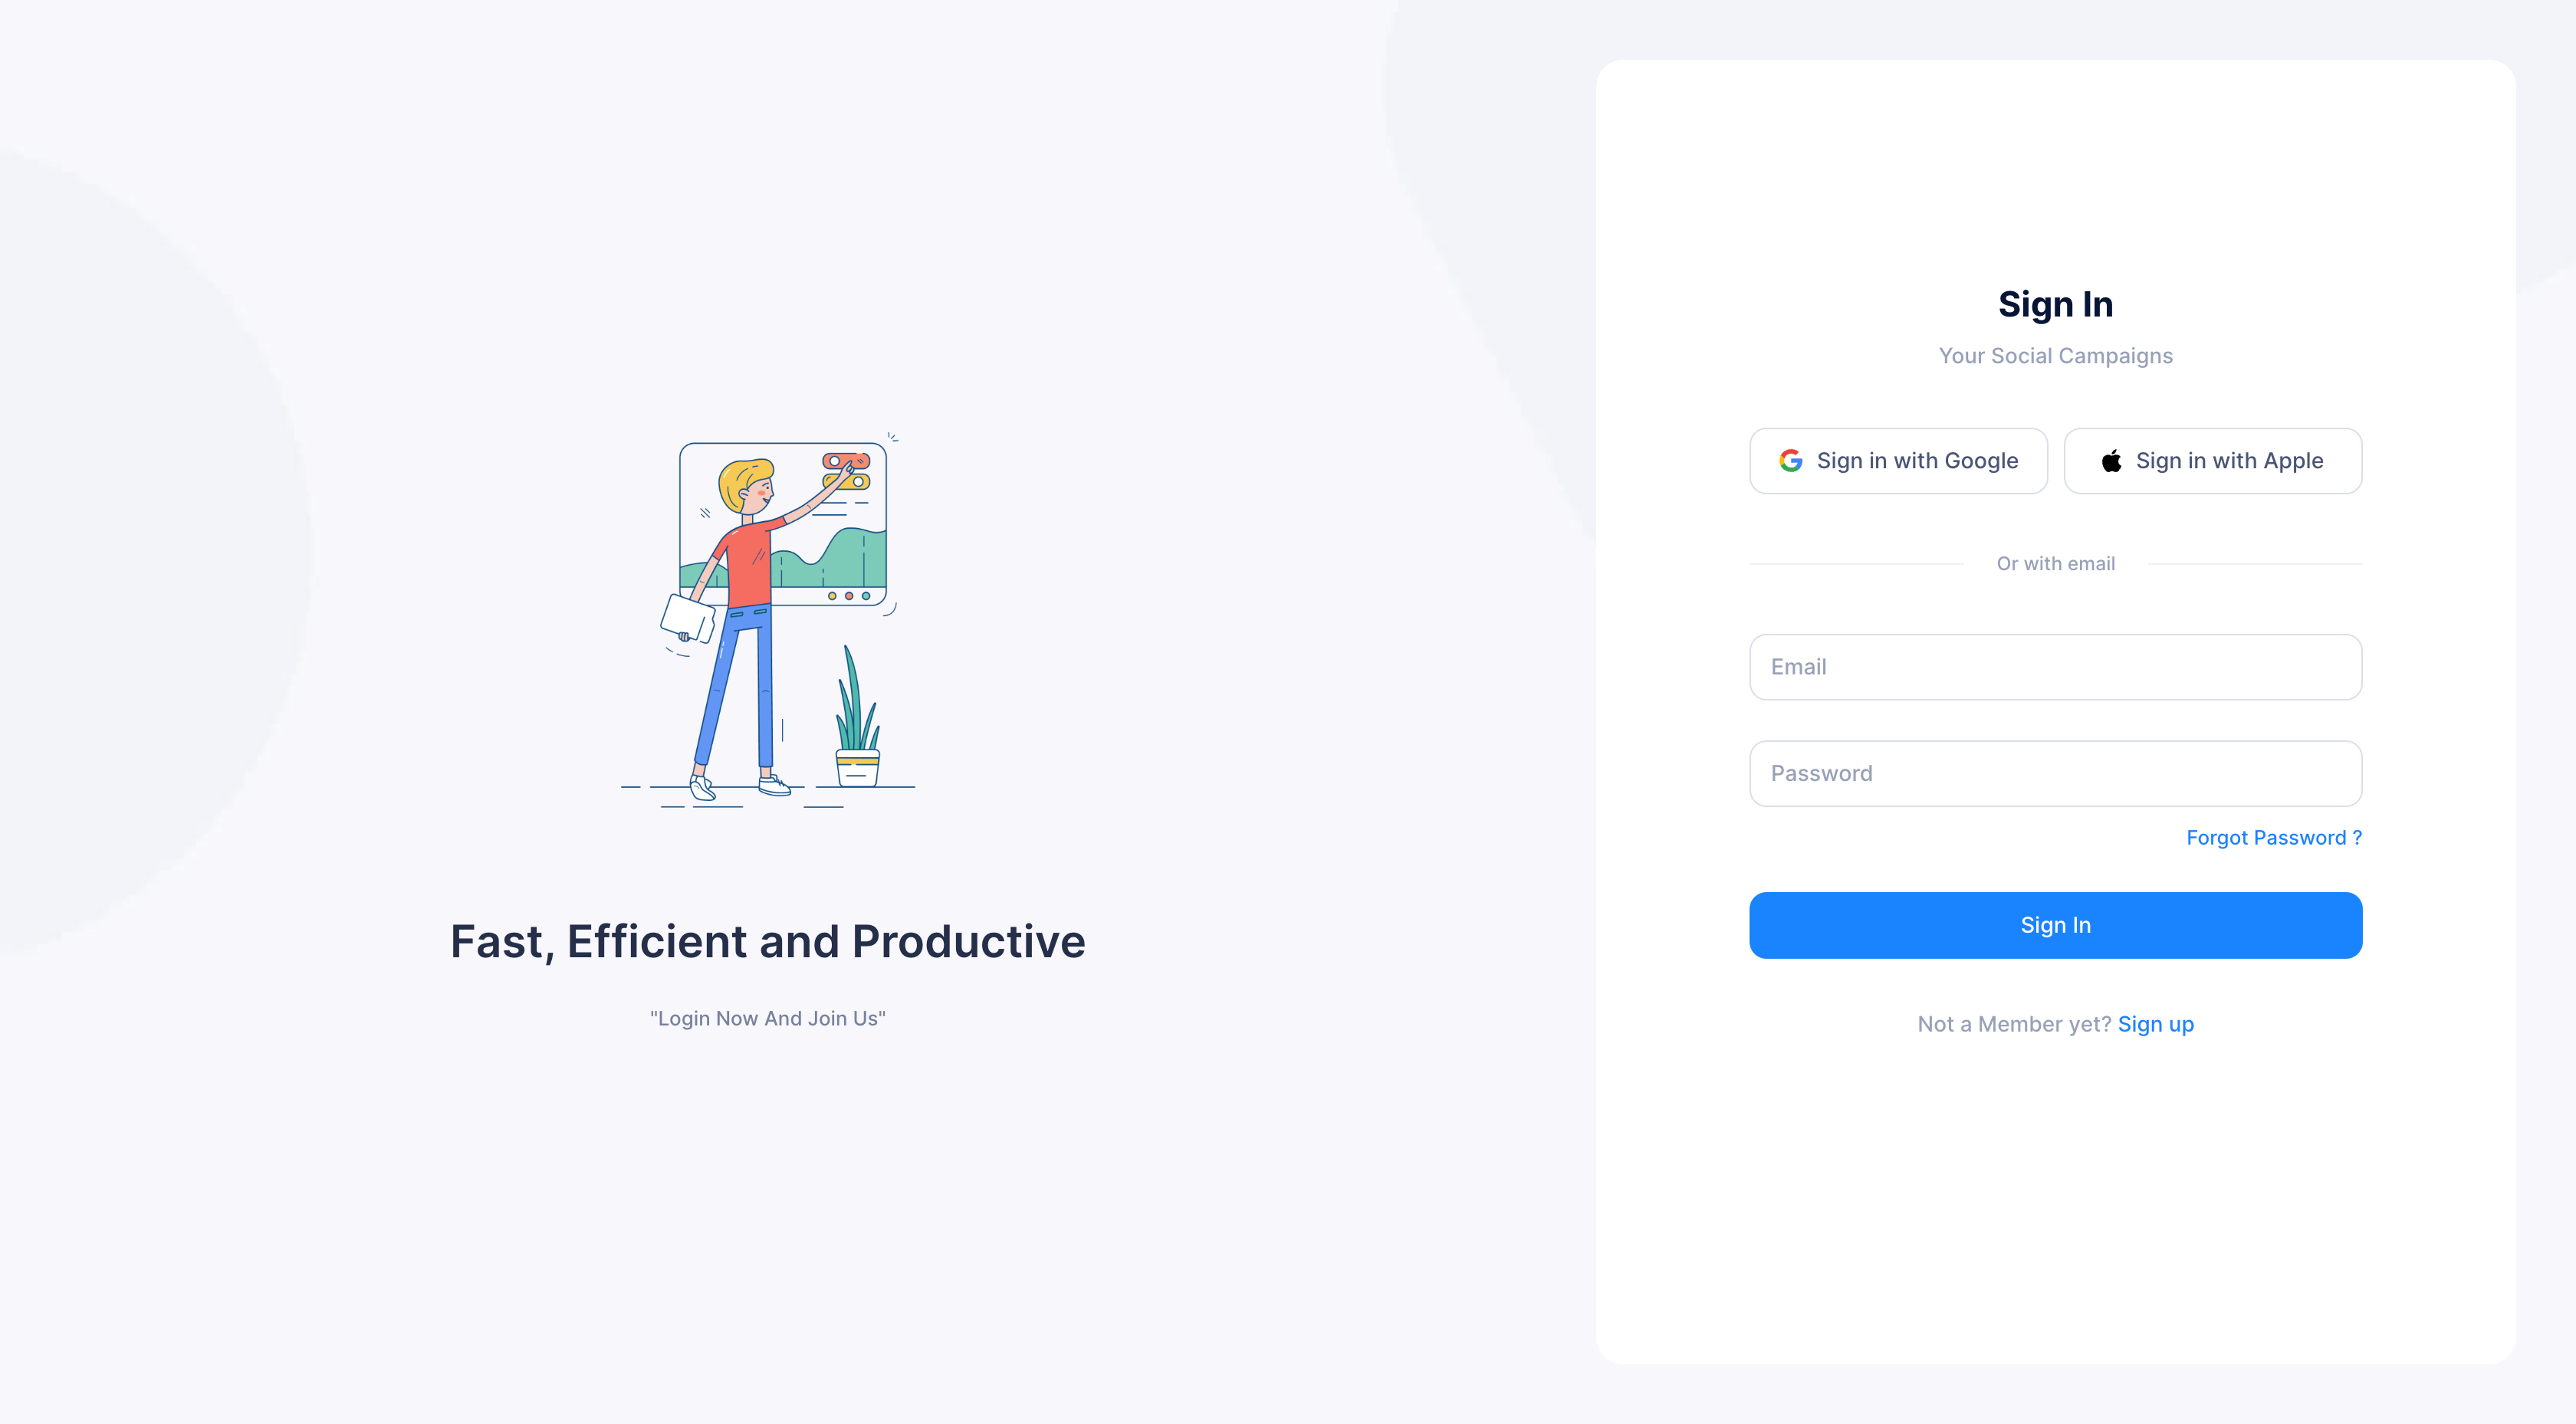 Fast, Efficient and Productive
"Login Now And Join Us"
Sign In
Your Social Campaigns
Sign in with Google
Sign in with Apple
Or with email
Email
Password
Forgot Password ?
Sign In
Not a Member yet? Sign up